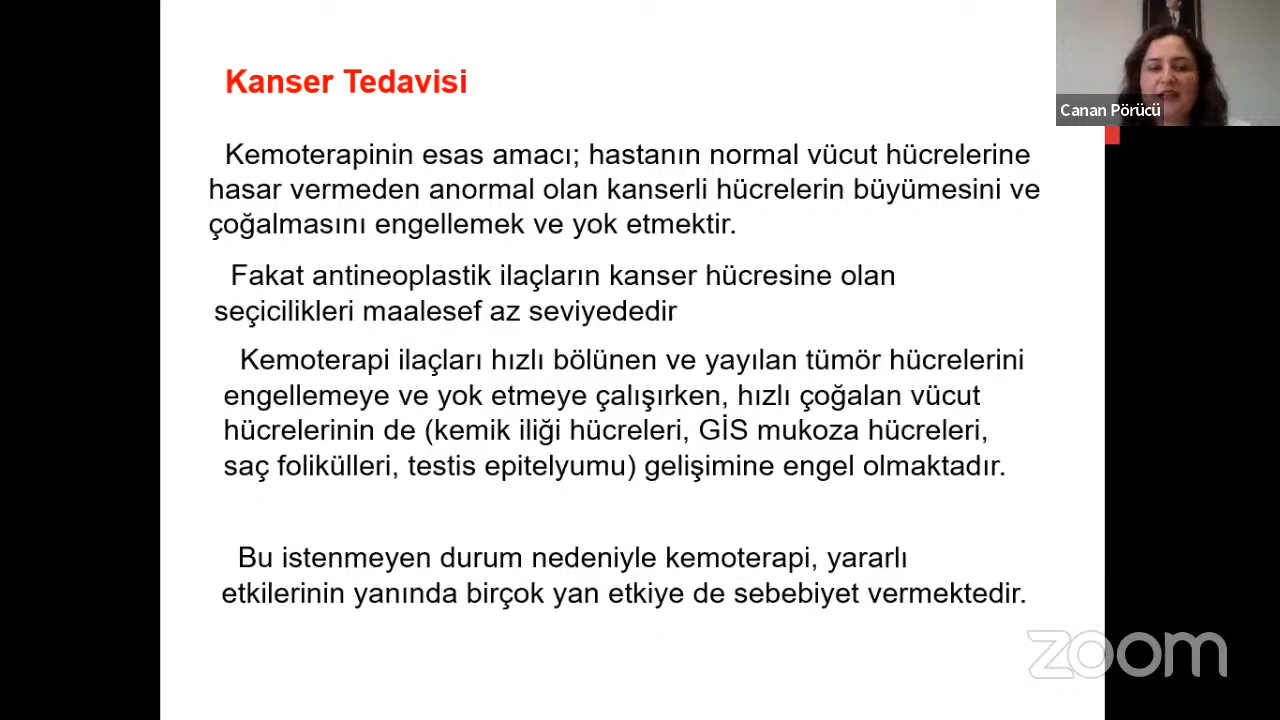 Kanser Tedavisi
Canan Pörücü
Kemoterapinin esas amacı; hastanın normal vücut hücrelerine
hasar vermeden anormal olan kanserli hücrelerin büyümesini ve
çoğalmasını engellemek ve yok etmektir.
Fakat antineoplastik ilaçların kanser hücresine olan
seçicilikleri maalesef az seviyededir
Kemoterapi ilaçları hızlı bölünen ve yayılan tümör hücrelerini
engellemeye ve yok etmeye çalışırken, hızlı çoğalan vücut
hücrelerinin de (kemik iliği hücreleri, GİS mukoza hücreleri,
saç folikülleri, testis epitelyumu) gelişimine engel olmaktadır.
Bu istenmeyen durum nedeniyle kemoterapi, yararlı
etkilerinin yanında birçok yan etkiye de sebebiyet vermektedir.
zoom